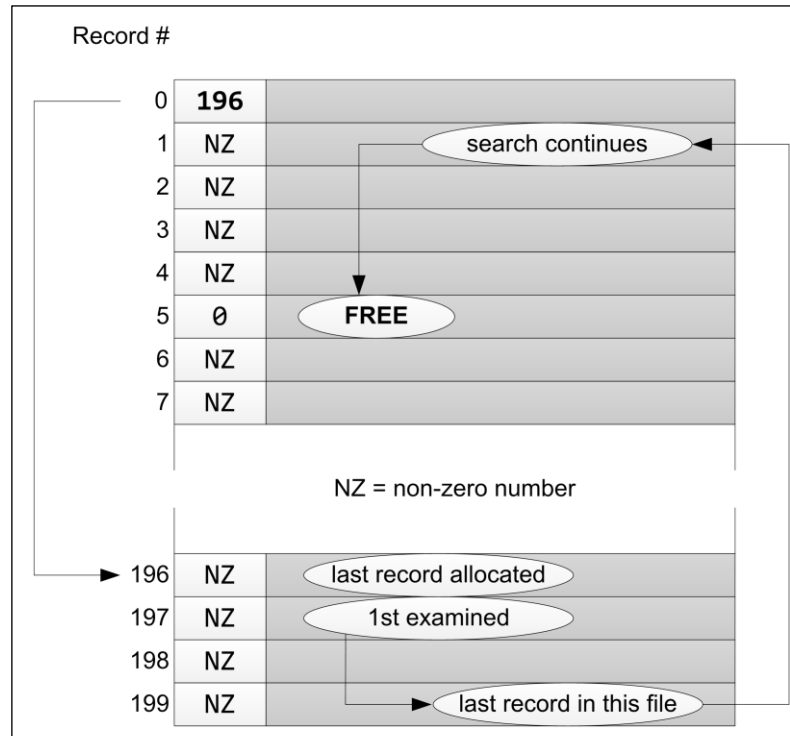 Record #
0 196
1 NZ search continues
2 NZ
3 NZ
4 NZ
5 0 FREE
6 NZ
7 NZ
NZ = non-zero number
196 NZ last record allocated
197 NZ 1st examined
198 NZ
199 NZ last record in this file